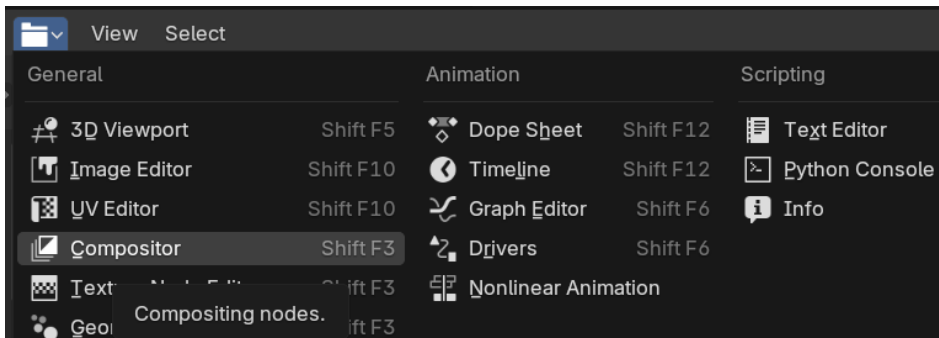 View Select
General Animation Scripting
3D Viewport Shift F5 Dope Sheet Shift F12 Text Editor
Image Editor Shift F10 Timeline Shift F12 Python Console
UV Editor Shift F10 Graph Editor Shift F6 Info
Compositor Shift F3 Drivers Shift F6
Nonlinear Animation
Compositing nodes.